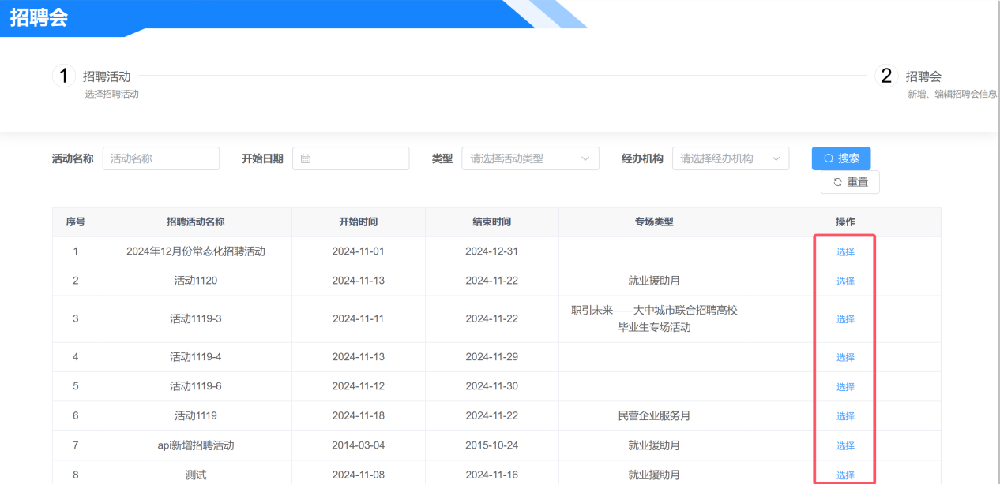 招聘会
1 招聘活动
选择招聘活动
2 招聘会
新增、编辑招聘会信息
活动名称 活动名称 开始日期 类型 请选择活动类型 经办机构 请选择经办机构 搜索
重置
序号 招聘活动名称 开始时间 结束时间 专场类型 操作
1 2024年12月份常态化招聘活动 2024-11-01 2024-12-31 选择
2 活动1120 2024-11-13 2024-11-22 就业援助月 选择
3 活动1119-3 2024-11-11 2024-11-22 职引未来——大中城市联合招聘高校
毕业生专场活动 选择
4 活动1119-4 2024-11-13 2024-11-29 选择
5 活动1119-6 2024-11-12 2024-11-30 选择
6 活动1119 2024-11-18 2024-11-22 民营企业服务月 选择
7 api新增招聘活动 2014-03-04 2015-10-24 就业援助月 选择
8 测试 2024-11-08 2024-11-16 就业援助月 选择